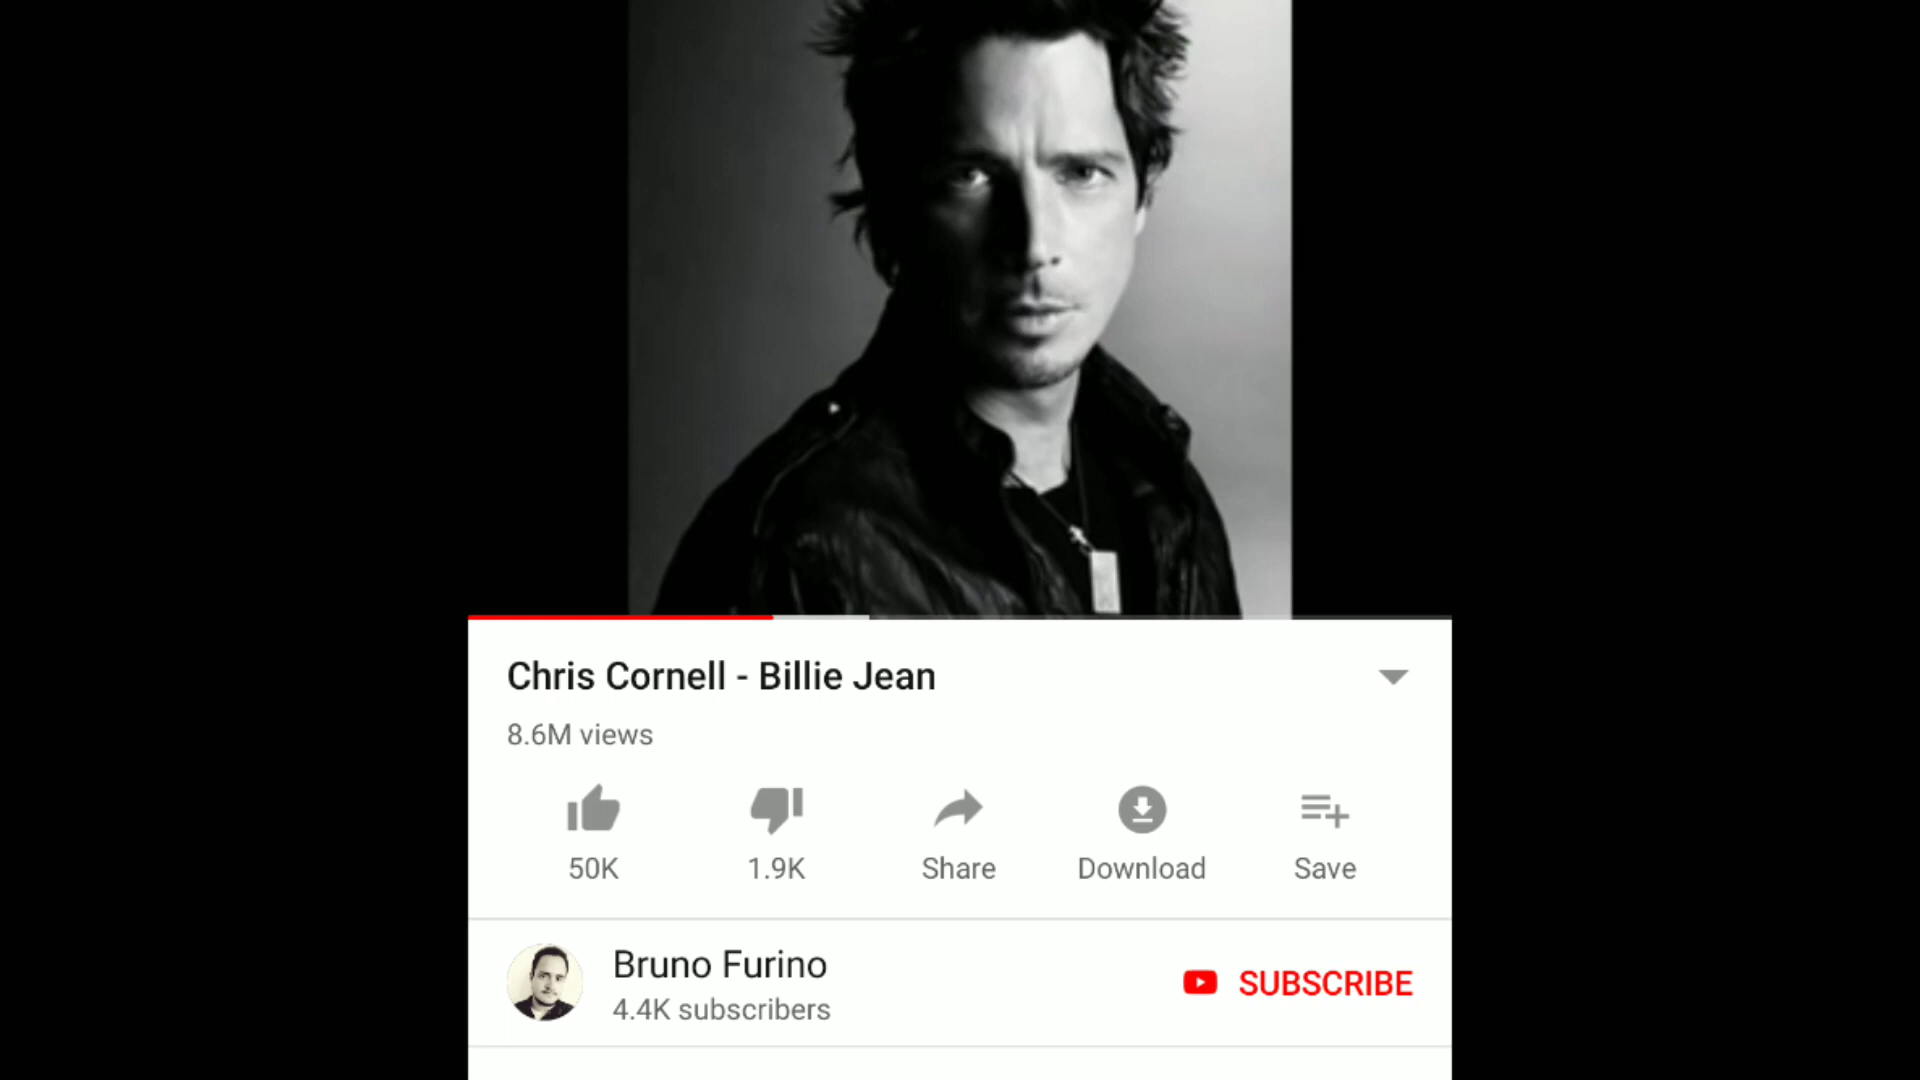 Chris Cornell - Billie Jean
8.6M views
50K
1.9K
Share
Download
Save
Bruno Furino
SUBSCRIBE
4.4K subscribers